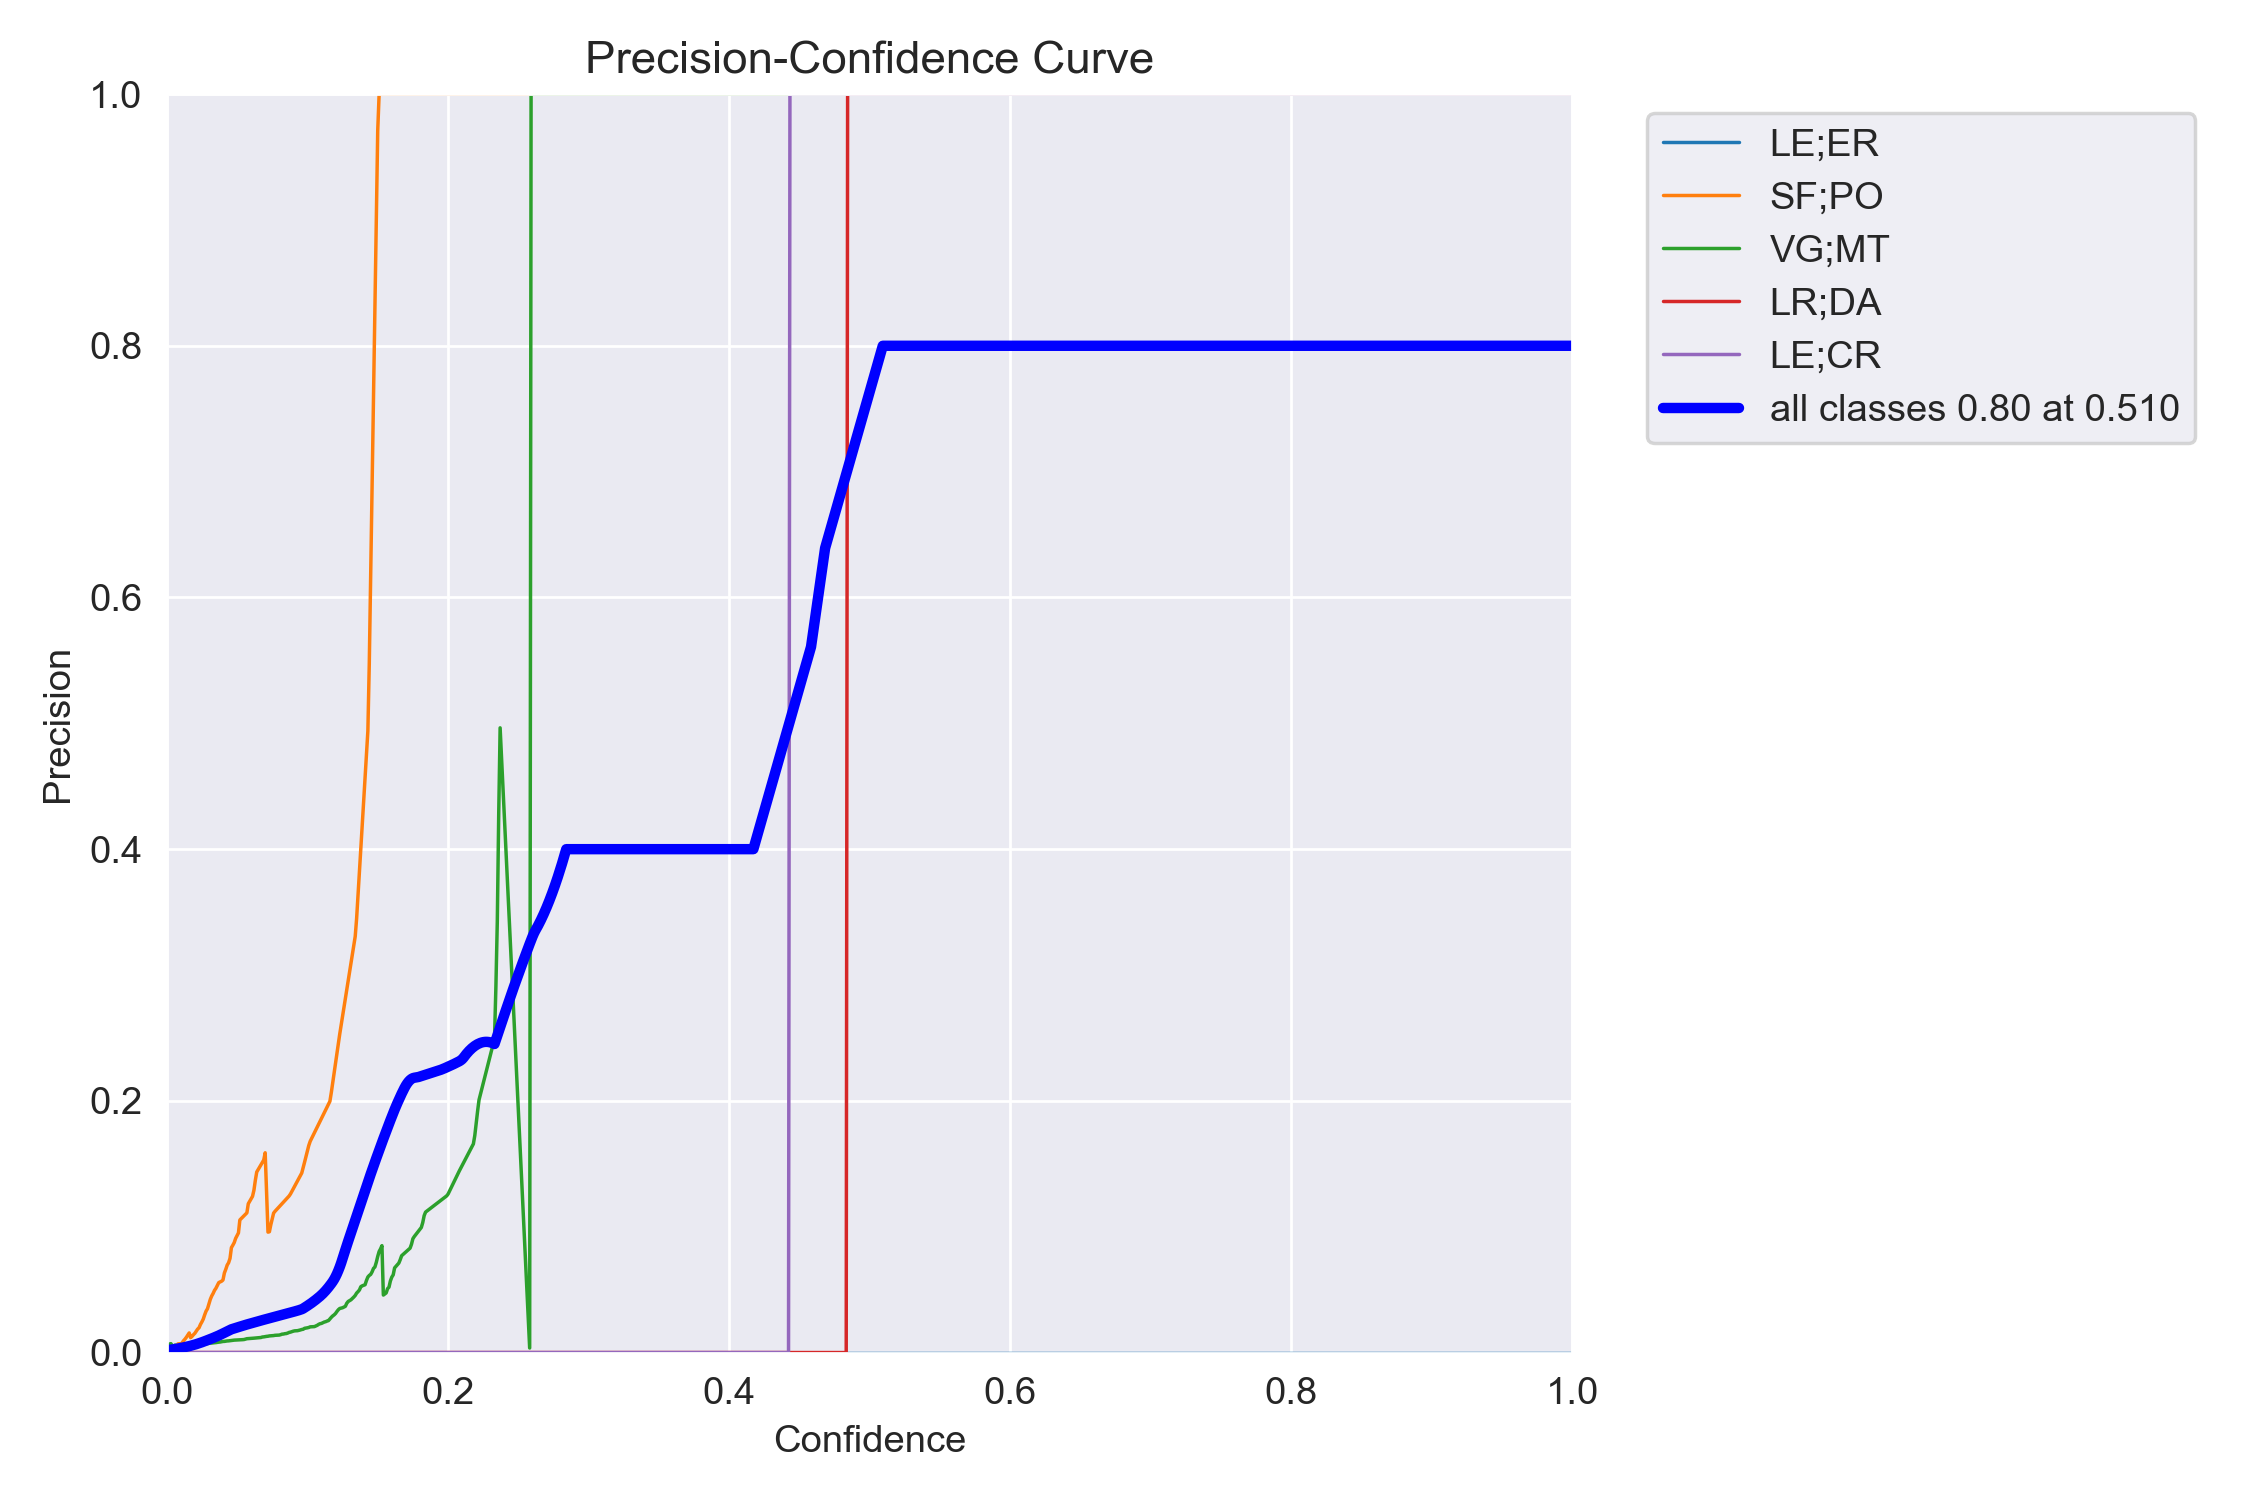 Precision-Confidence Curve
1.0
0.8
0.6
0.4
0.2
0.0
Precision
0.0 0.2 0.4 0.6 0.8 1.0
Confidence
LE;ER
SF;PO
VG;MT
LR;DA
LE;CR
all classes 0.80 at 0.510